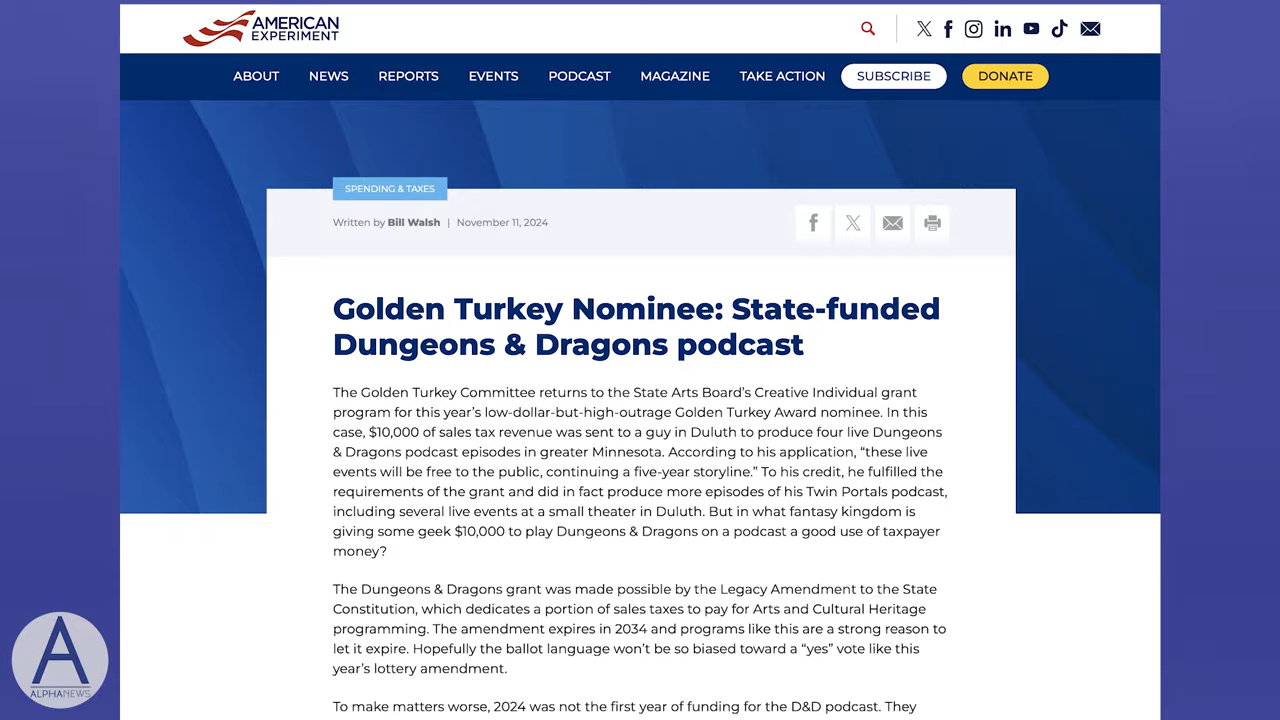 AMERICAN
EXPERIMENT
ABOUT NEWS REPORTS EVENTS PODCAST MAGAZINE TAKE ACTION SUBSCRIBE DONATE
SPENDING & TAXES
Written by Bill Walsh | November 11, 2024
Golden Turkey Nominee: State-funded
Dungeons & Dragons podcast
The Golden Turkey Committee returns to the State Arts Board’s Creative Individual grant
program for this year’s low-dollar-but-high-outrage Golden Turkey Award nominee. In this
case, $10,000 of sales tax revenue was sent to a guy in Duluth to produce four live Dungeons
& Dragons podcast episodes in greater Minnesota. According to his application, “these live
events will be free to the public, continuing a five-year storyline.” To his credit, he fulfilled the
requirements of the grant and did in fact produce more episodes of his Twin Portals podcast,
including several live events at a small theater in Duluth. But in what fantasy kingdom is
giving some geek $10,000 to play Dungeons & Dragons on a podcast a good use of taxpayer
money?
The Dungeons & Dragons grant was made possible by the Legacy Amendment to the State
Constitution, which dedicates a portion of sales taxes to pay for Arts and Cultural Heritage
programming. The amendment expires in 2034 and programs like this are a strong reason to
let it expire. Hopefully the ballot language won’t be so biased toward a “yes” vote like this
year’s lottery amendment.
To make matters worse, 2024 was not the first year of funding for the D&D podcast. They
A
ALPHANEWS